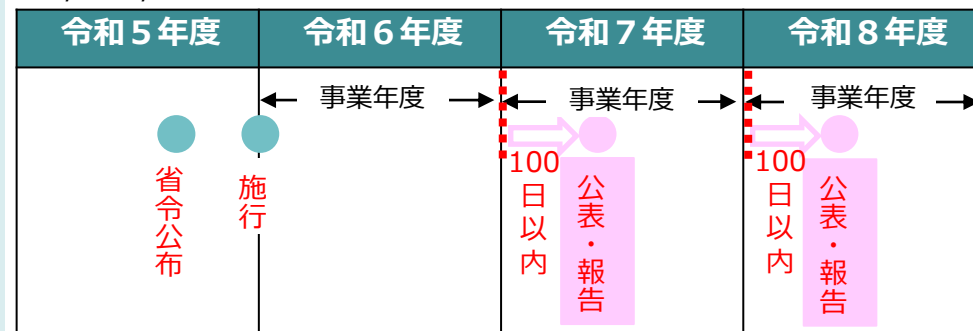 令和5年度
令和6年度
令和7年度
令和8年度
事業年度
事業年度
事業年度
省令公布
施行
100日以内
公表・報告
100日以内
公表・報告